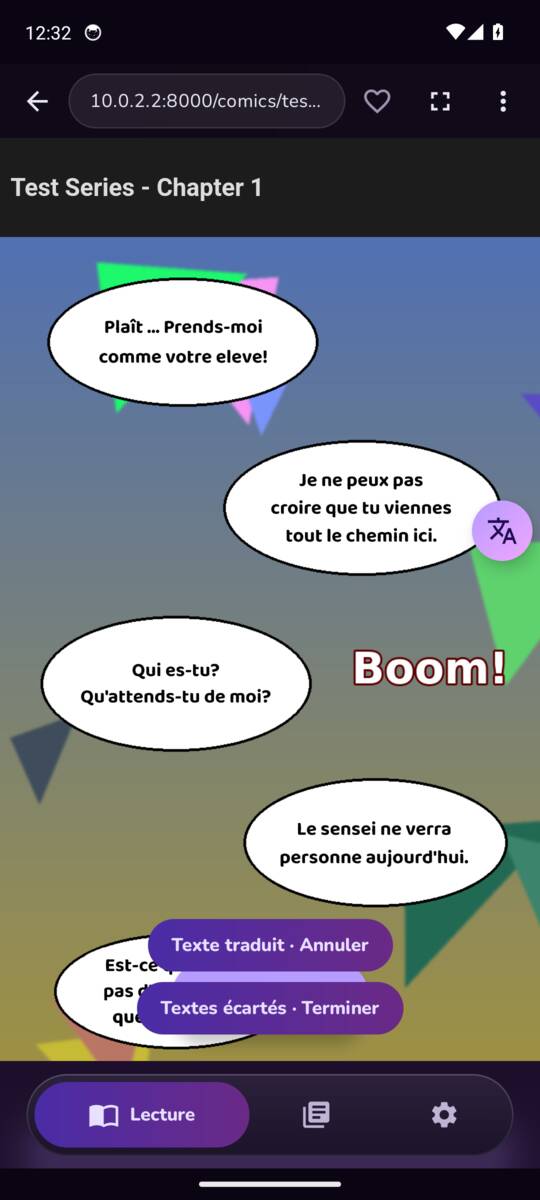 12:32
10.0.2.2:8000/comics/tes...
Test Series - Chapter 1
Plaît ... Prends-moi
comme votre eleve!
Je ne peux pas
croire que tu viennes
tout le chemin ici.
Qui es-tu?
Qu'attends-tu de moi?
Boom!
Le sensei ne verra
personne aujourd'hui.
Est-ce
pas
Texte traduit · Annuler
Textes écartés · Terminer
Lecture